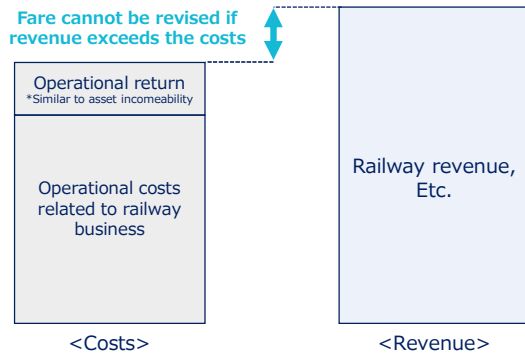 Fare cannot be revised if
revenue exceeds the costs
Operational return
*Similar to asset incomeability
Operational costs
related to railway
business
Railway revenue,
Etc.
<Costs>
<Revenue>